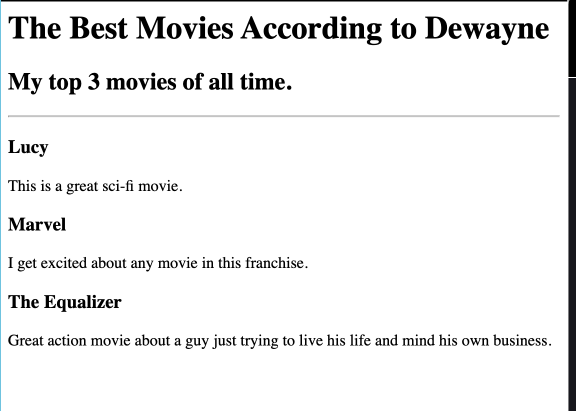 The Best Movies According to Dewayne
My top 3 movies of all time.
Lucy
This is a great sci-fi movie.
Marvel
I get excited about any movie in this franchise.
The Equalizer
Great action movie about a guy just trying to live his life and mind his own business.